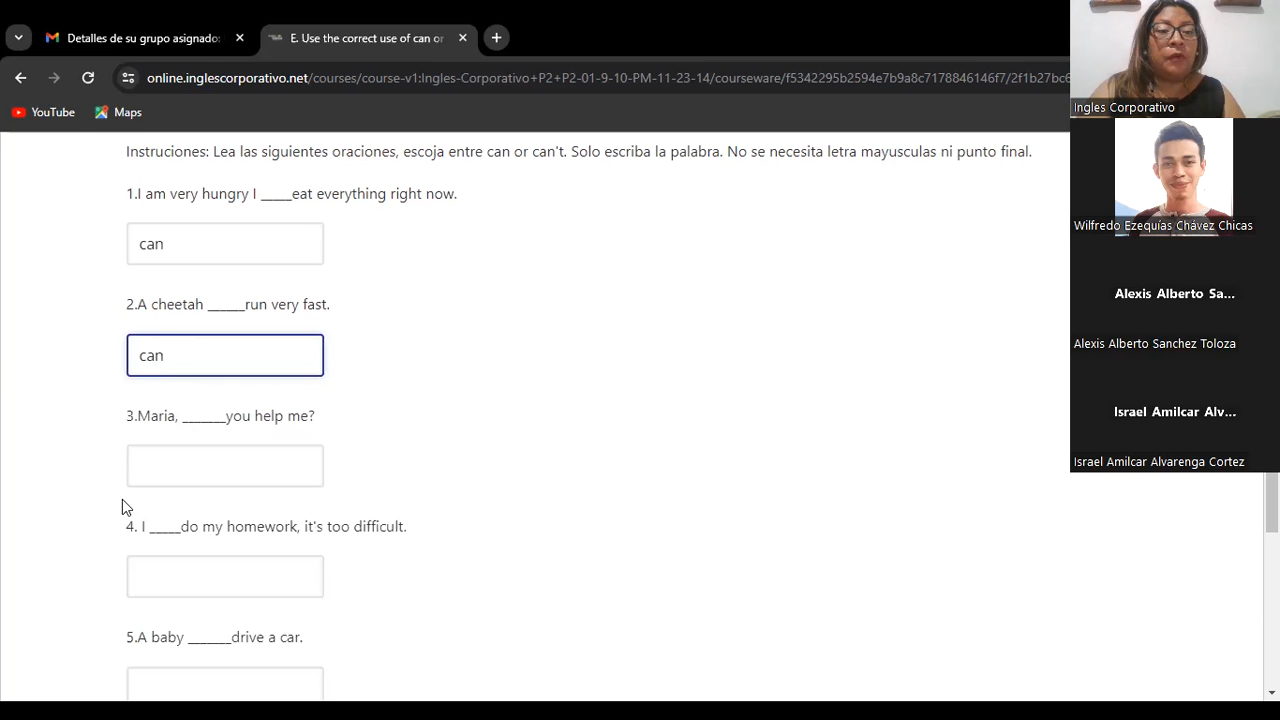 Detalles de su grupo asignado:
E. Use the correct use of can or
online.inglescorporativo.net/courses/course-v1:Ingles-Corporativo+P2+P2-01-9-10-PM-11-23-14/courseware/f5342295b2594e7b9a8c7178846146f7/2f1b27bc6
YouTube
Maps
Instruciones: Lea las siguientes oraciones, escoja entre can or can't. Solo escriba la palabra. No se necesita letra mayusculas ni punto final.
1.I am very hungry I _____eat everything right now.
can
2.A cheetah ______run very fast.
can
3.Maria, _______you help me?
4. I _____do my homework, it's too difficult.
5.A baby _______drive a car.
Ingles Corporativo
Wilfredo Ezequías Chávez Chicas
Alexis Alberto Sa...
Alexis Alberto Sanchez Toloza
Israel Amilcar Alv...
Israel Amilcar Alvarenga Cortez